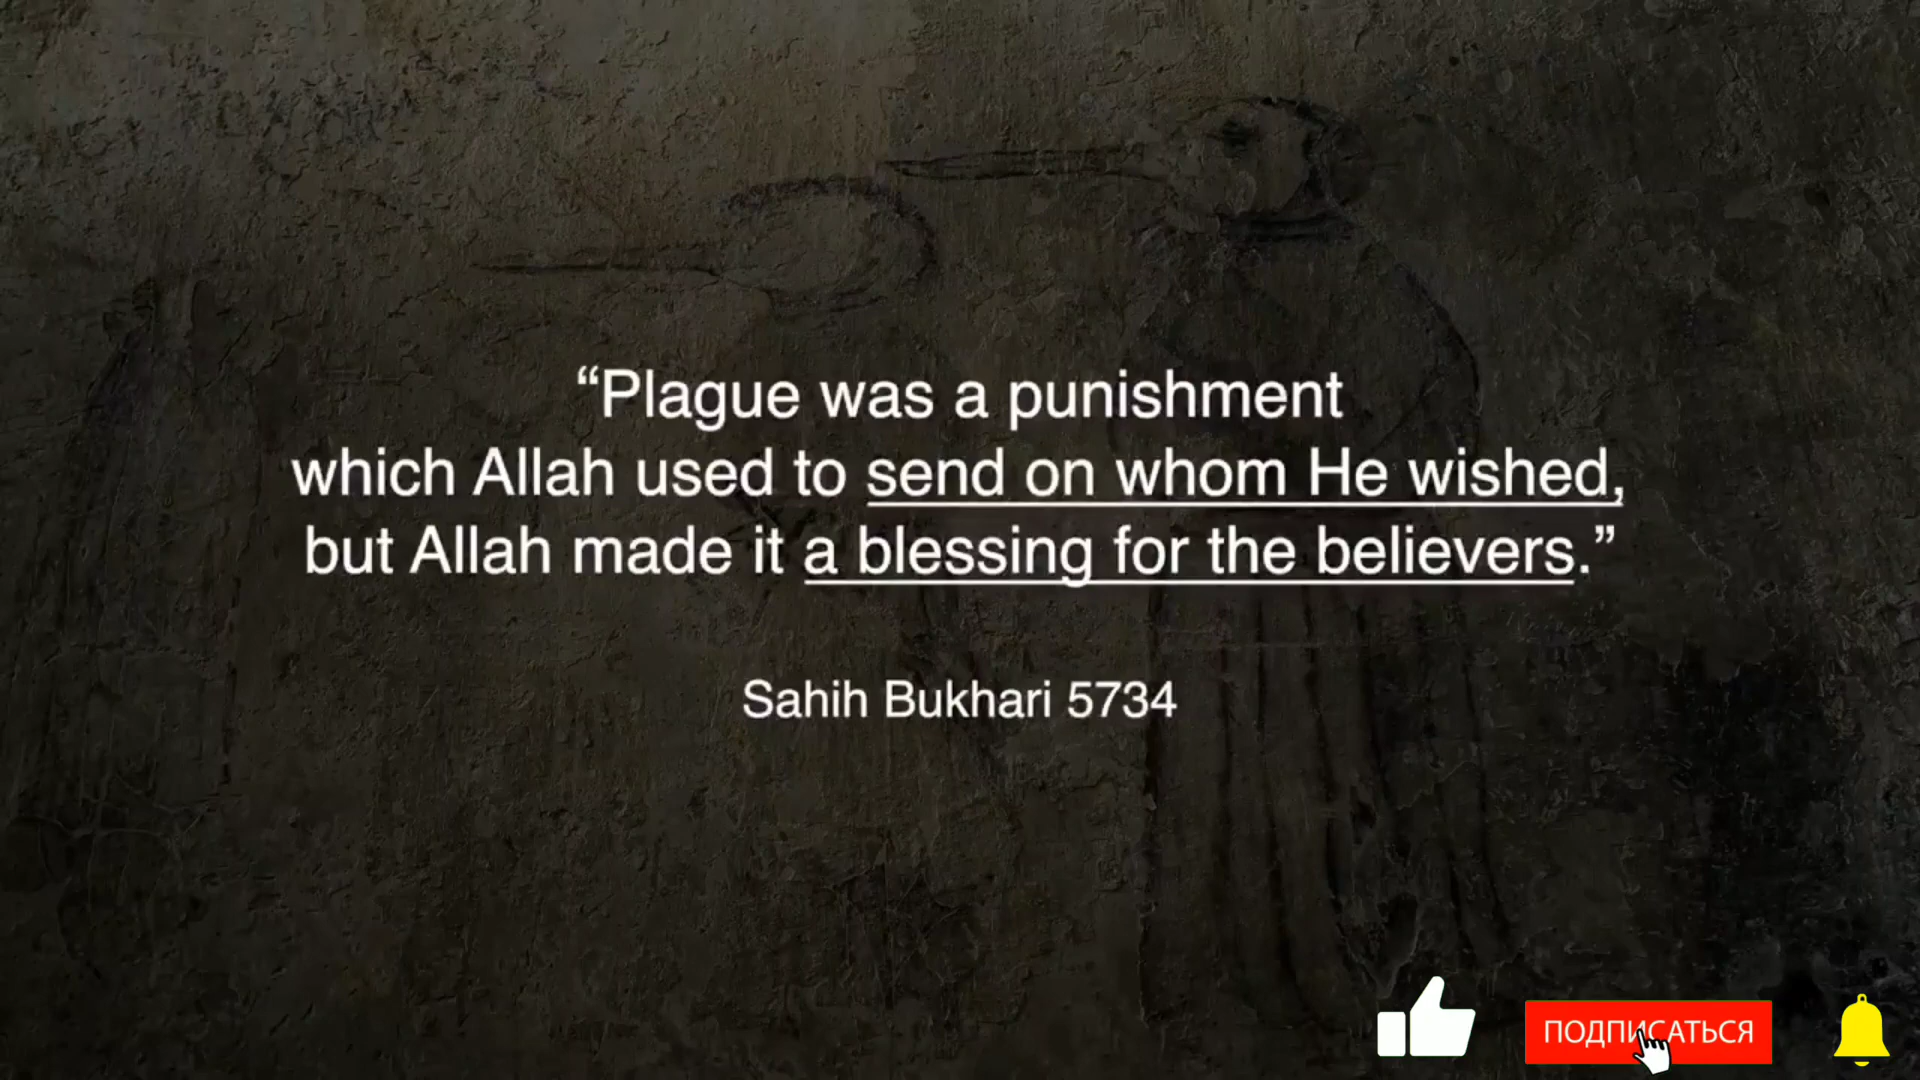 “Plague was a punishment
which Allah used to send on whom He wished,
but Allah made it a blessing for the believers.”
Sahih Bukhari 5734
ПОДПИСАТЬСЯ